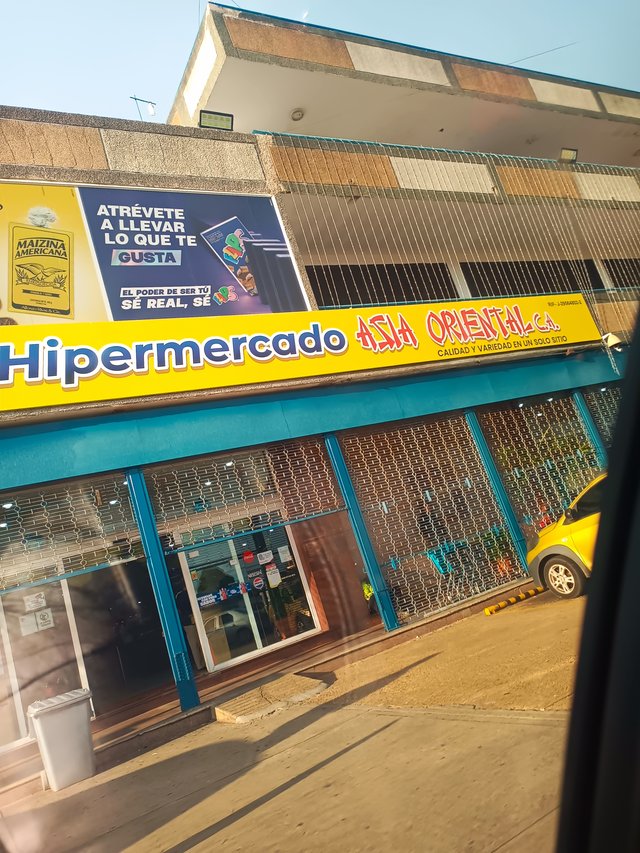 MAIZINA
AMERICANA
ATRÉVETE
A LLEVAR
LO QUE TE
GUSTA
EL PODER DE SER TÚ
SÉ REAL, SÉ
Hipermercado ASIA ORIENTAL C.A.
CALIDAD Y VARIEDAD EN UN SOLO SITIO